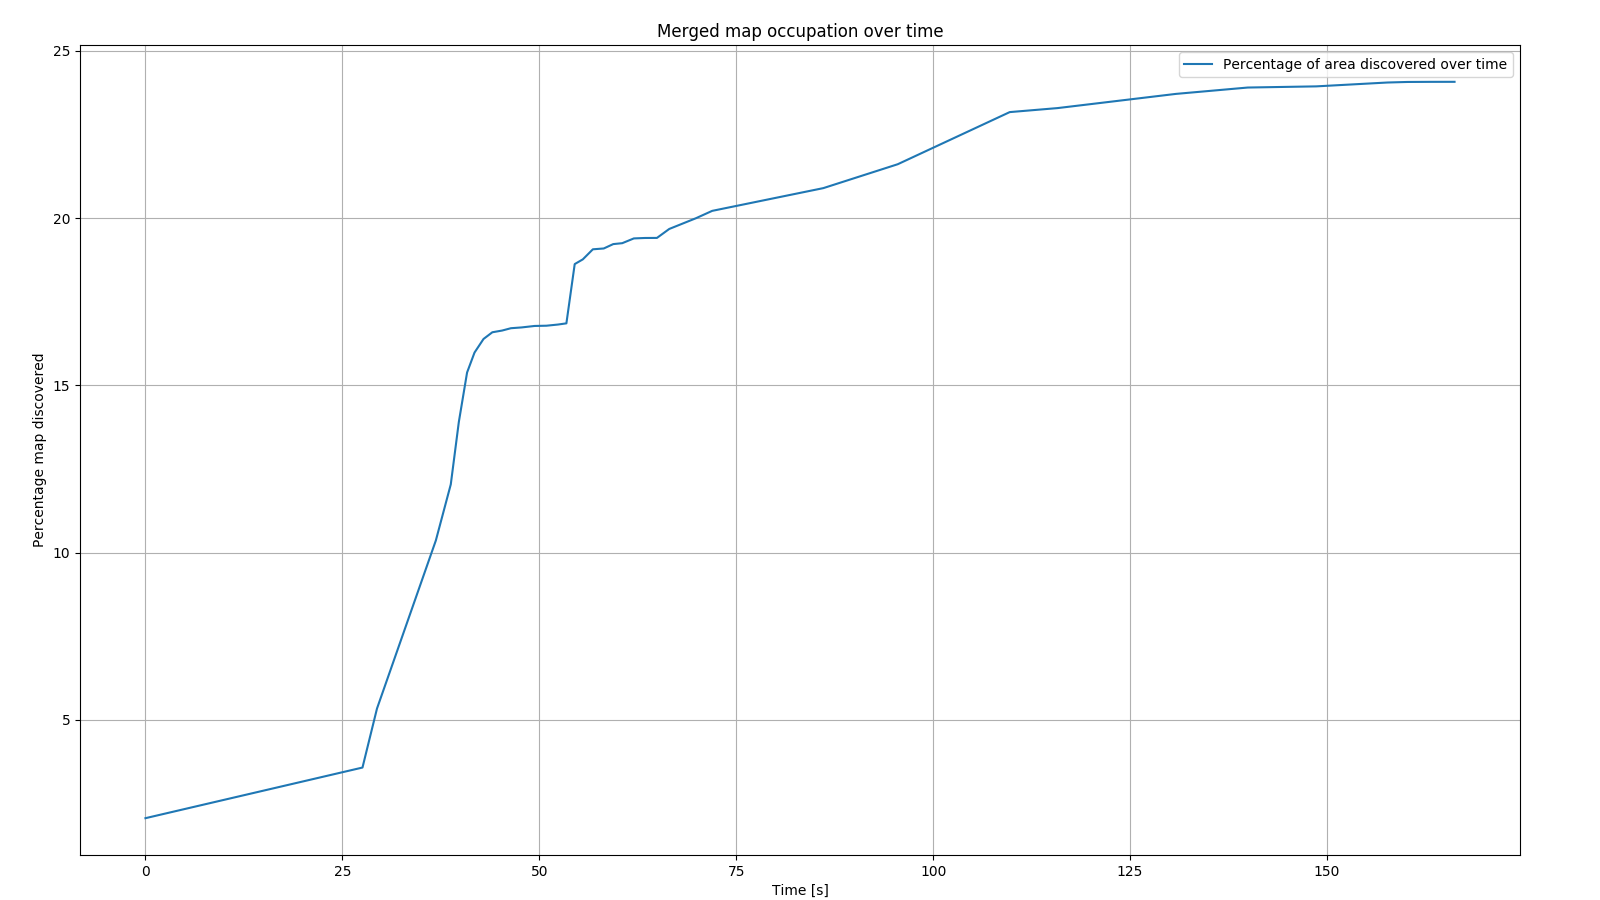 Merged map occupation over time
Percentage of area discovered over time
Percentage map discovered
25
20
15
10
5
0 25 50 75 100 125 150
Time [s]